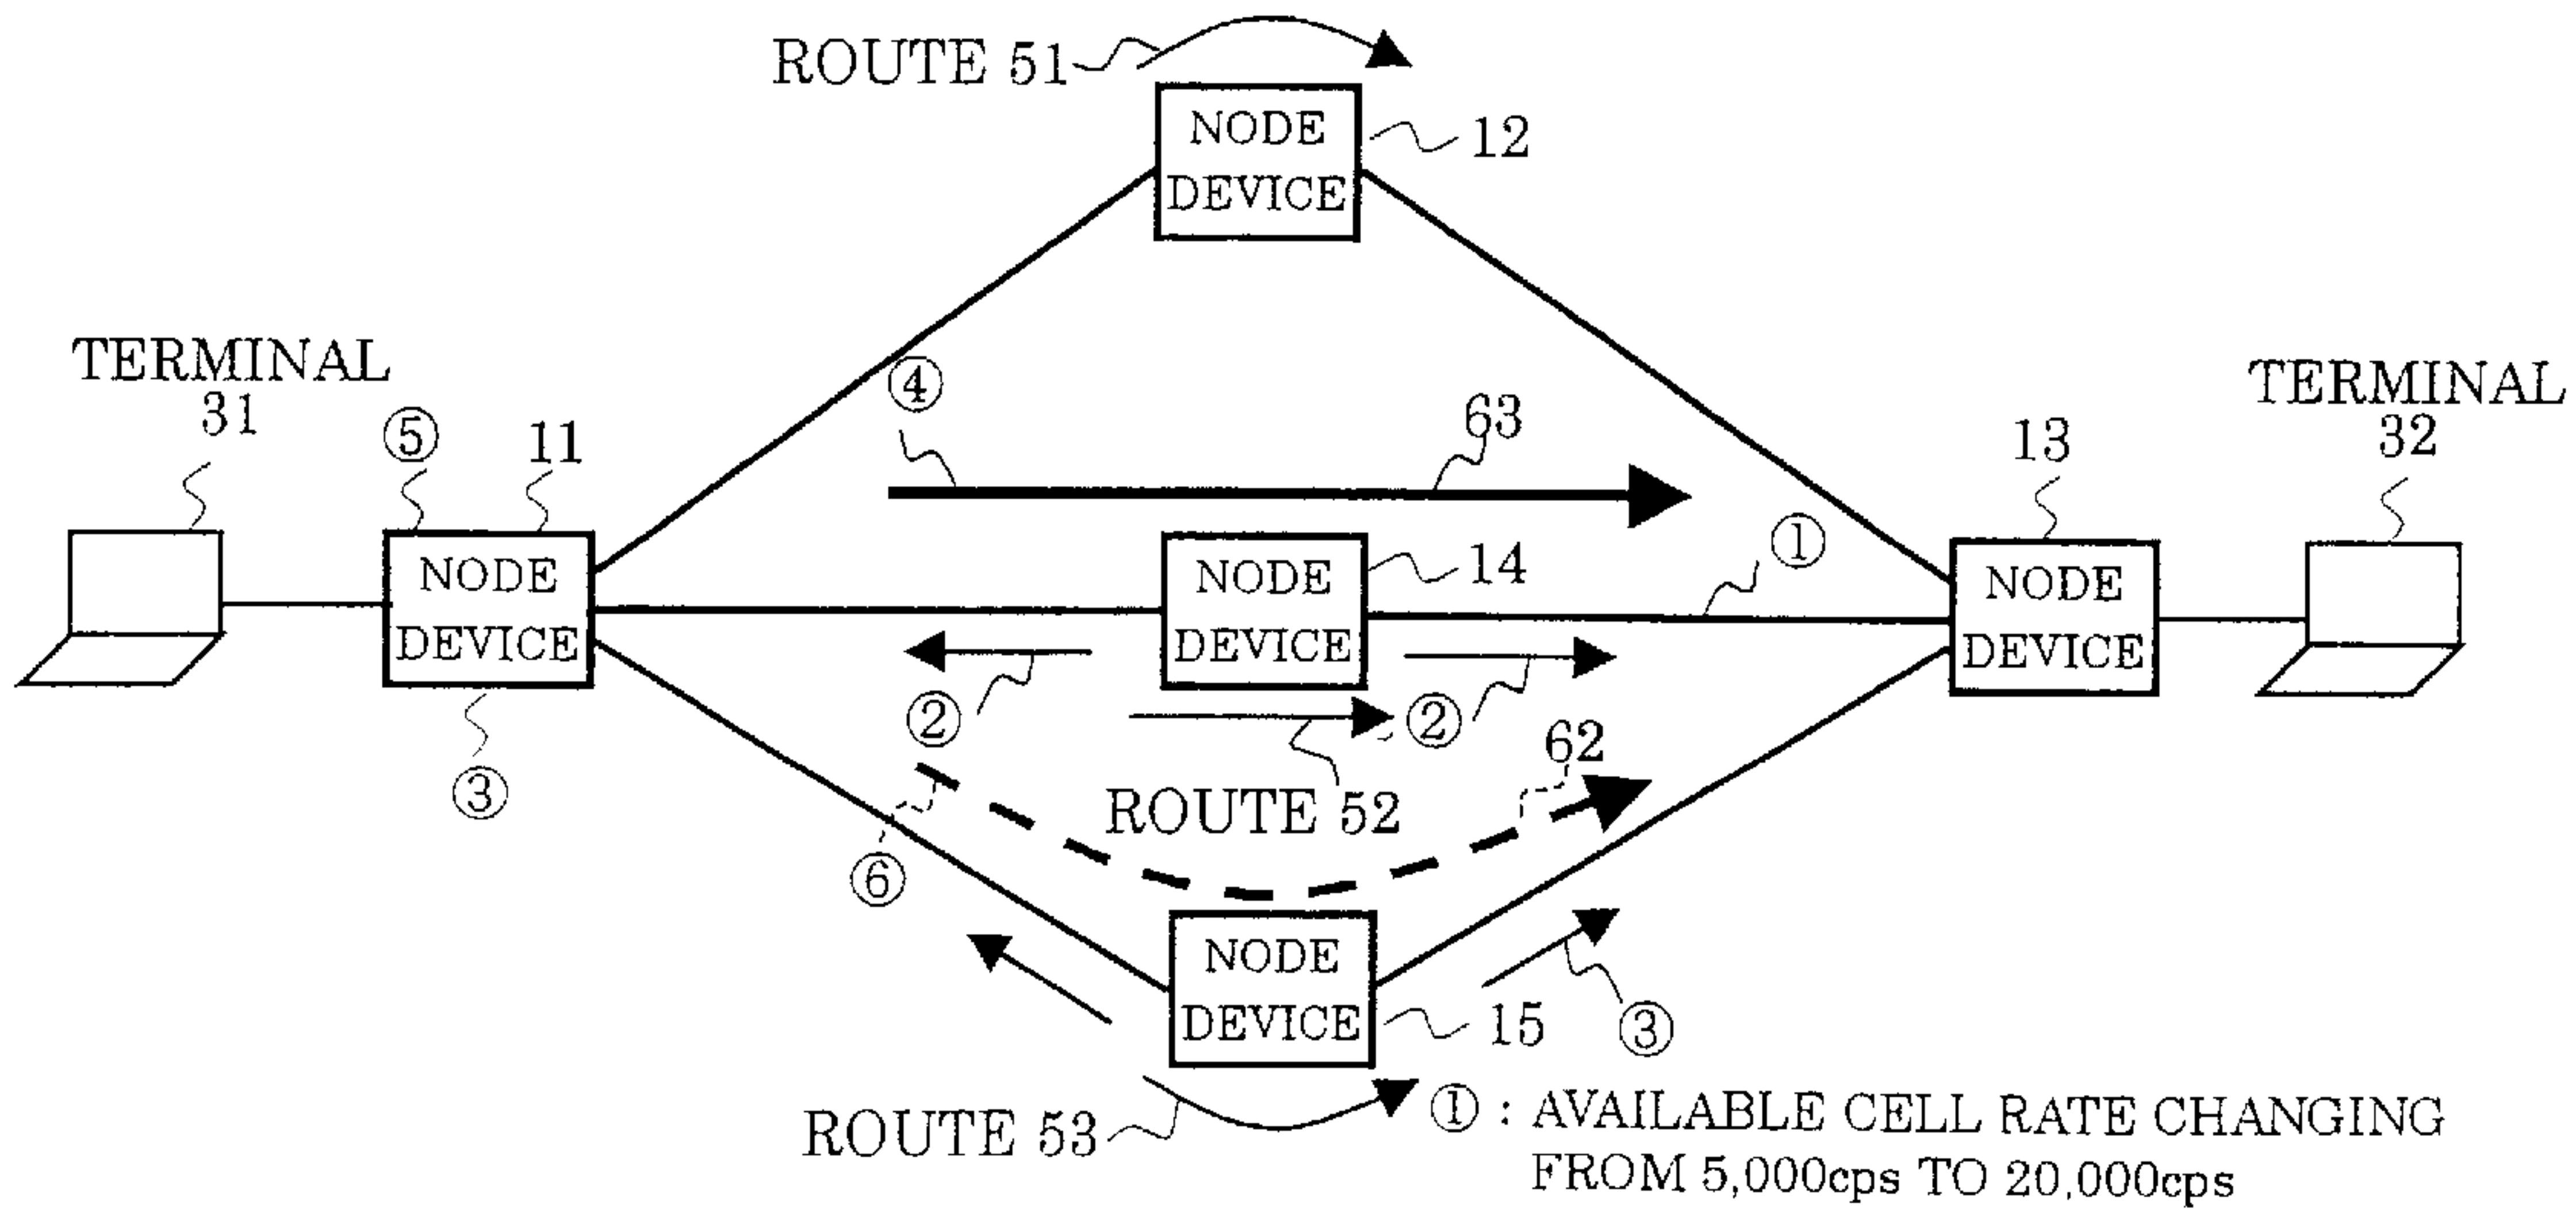 ROUTE 51
NODE
DEVICE
12
④
TERMINAL
31
⑤
11
63
13
TERMINAL
32
①
NODE
DEVICE
NODE
DEVICE
14
NODE
DEVICE
②
②
③
62
ROUTE 52
⑥
NODE
DEVICE
15
③
ROUTE 53
① : AVAILABLE CELL RATE CHANGING
FROM 5,000cps TO 20,000cps